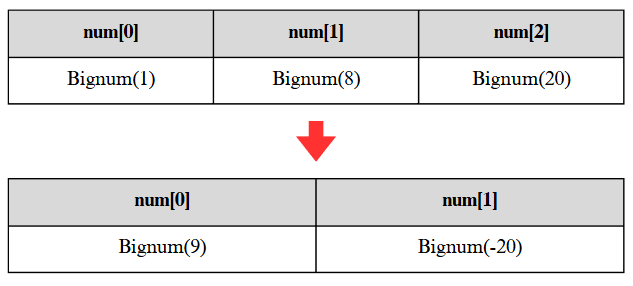 num[0] num[1] num[2]
Bignum(1) Bignum(8) Bignum(20)
num[0] num[1]
Bignum(9) Bignum(-20)